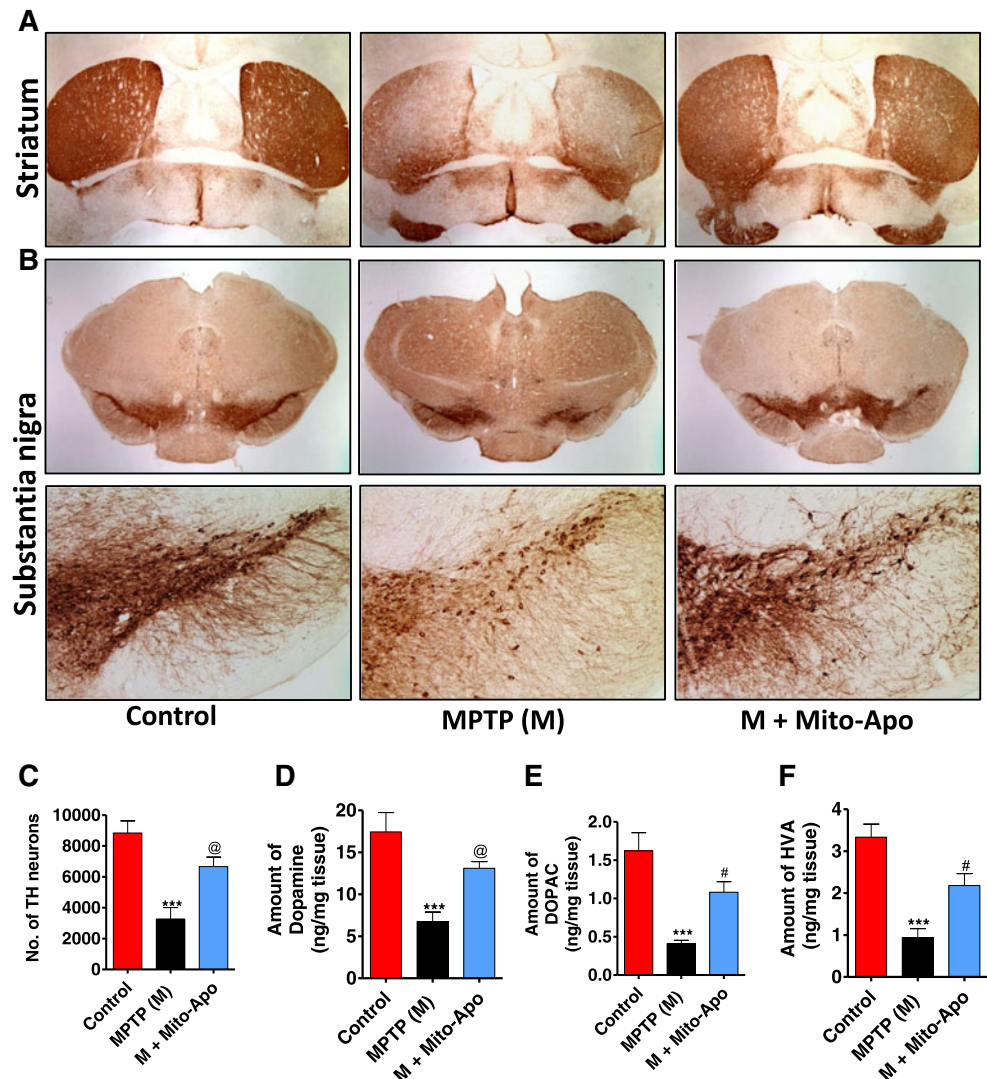 A
Striatum
B
Substantia nigra
Control
MPTP (M)
M + Mito-Apo
C
No. of TH neurons
10000
8000
6000
4000
2000
0
***
@
Control
MPTP (M)
M + Mito-Apo
D
Amount of
Dopamine
(ng/mg tissue)
20
15
10
5
0
***
@
Control
MPTP (M)
M + Mito-Apo
E
Amount of
DOPAC
(ng/mg tissue)
2.0
1.5
1.0
0.5
0.0
***
#
Control
MPTP (M)
M + Mito-Apo
F
Amount of HVA
(ng/mg tissue)
4
3
2
1
0
***
#
Control
MPTP (M)
M + Mito-Apo